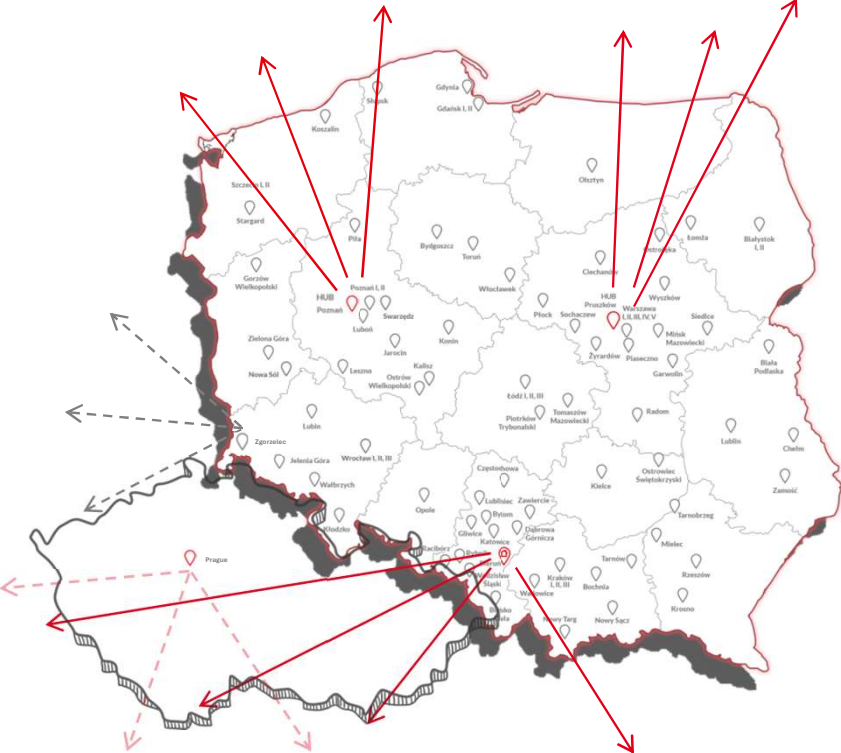 Gdynia
Słupsk
Gdańsk I, II
Koszalin
Olsztyn
Szczecin I, II
Stargard
Piła
Bydgoszcz
Toruń
Łomża
Białystok
I, II
Ostrołęka
Ciechanów
Gorzów
Wielkopolski
Włocławek
Wyszków
HUB
Poznań
Poznań I, II
Swarzędz
Luboń
HUB
Pruszków
Płock
Sochaczew
Warszawa
I, II, III, IV, V
Siedlce
Mińsk
Mazowiecki
Konin
Zielona Góra
Nowa Sól
Jarocin
Leszno
Kalisz
Ostrów
Wielkopolski
Żyrardów
Piaseczno
Garwolin
Biała
Podlaska
Łódź I, II, III
Piotrków
Trybunalski
Tomaszów
Mazowiecki
Radom
Lubin
Lublin
Chełm
Zgorzelec
Jelenia Góra
Wrocław I, II, III
Wałbrzych
Częstochowa
Kielce
Ostrowiec
Świętokrzyski
Zamość
Opole
Lubliniec
Zawiercie
Bytom
Kłodzko
Gliwice
Katowice
Dąbrowa
Górnicza
Tarnobrzeg
Mielec
Racibórz
Prague
Tarnów
Rzeszów
Wodzisław
Śląski
Wadowice
Kraków
I, II, III
Bochnia
Krosno
Bielsko
Nowy Targ
Nowy Sącz